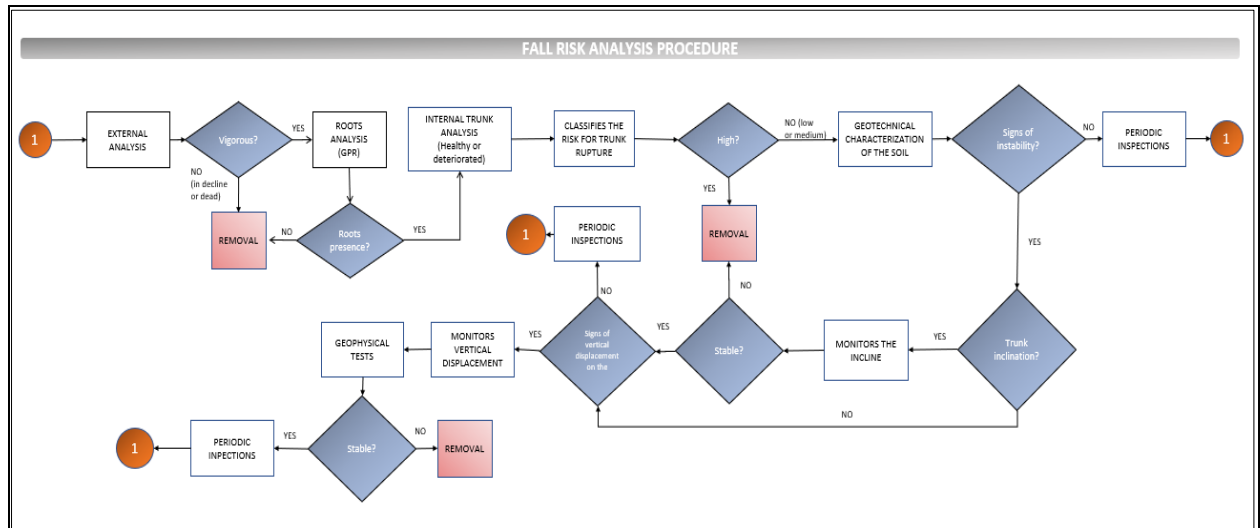 FALL RISK ANALYSIS PROCEDURE
1
EXTERNAL
ANALYSIS
Vigorous?
YES
ROOTS
ANALYSIS
(GPR)
INTERNAL TRUNK
ANALYSIS
(Healthy or
deteriorated)
CLASSIFIES THE
RISK FOR TRUNK
RUPTURE
High?
NO (low
or medium)
GEOTECHNICAL
CHARACTERIZATION
OF THE SOIL
Signs of
instability?
NO
PERIODIC
INSPECTIONS
1
NO
(in decline
or dead)
REMOVAL
NO
Roots
presence?
YES
YES
REMOVAL
1
PERIODIC
INSPECTIONS
YES
NO
NO
GEOPHYSICAL
TESTS
MONITORS
VERTICAL
DISPLACEMENT
YES
Signs of
vertical
displacement
on the
YES
Stable?
MONITORS THE
INCLINE
YES
Trunk
inclination?
NO
1
PERIODIC
INPECTIONS
YES
Stable?
NO
REMOVAL